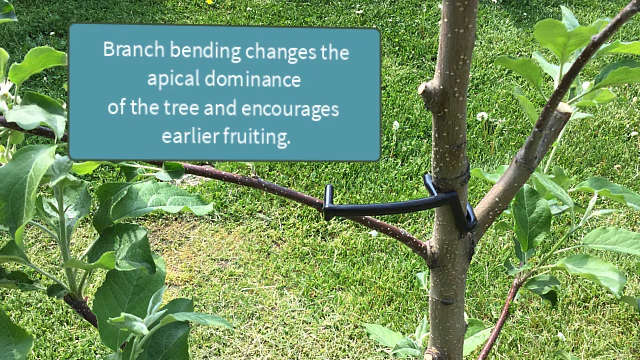 Branch bending changes the
apical dominance
of the tree and encourages
earlier fruiting.